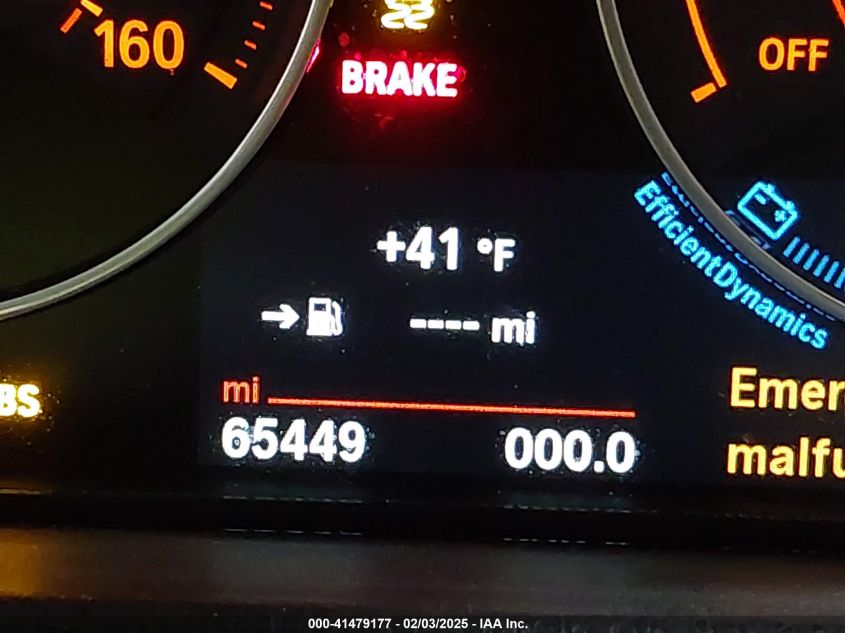 160
BRAKE
OFF
+41 °F
EfficientDynamics
---- mi
mi
65449 000.0
BS
Emer
malfu
000-41479177 - 02/03/2025 - IAA Inc.